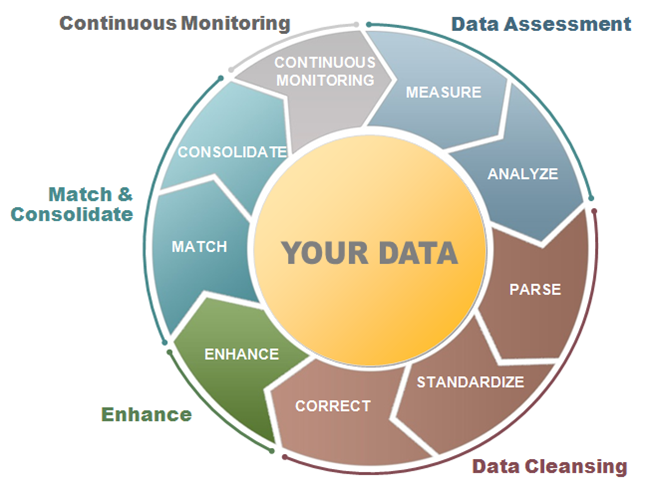 Continuous Monitoring
Data Assessment
CONTINUOUS
MONITORING
MEASURE
ANALYZE
CONSOLIDATE
Match &
Consolidate
MATCH
YOUR DATA
PARSE
ENHANCE
STANDARDIZE
CORRECT
Enhance
Data Cleansing